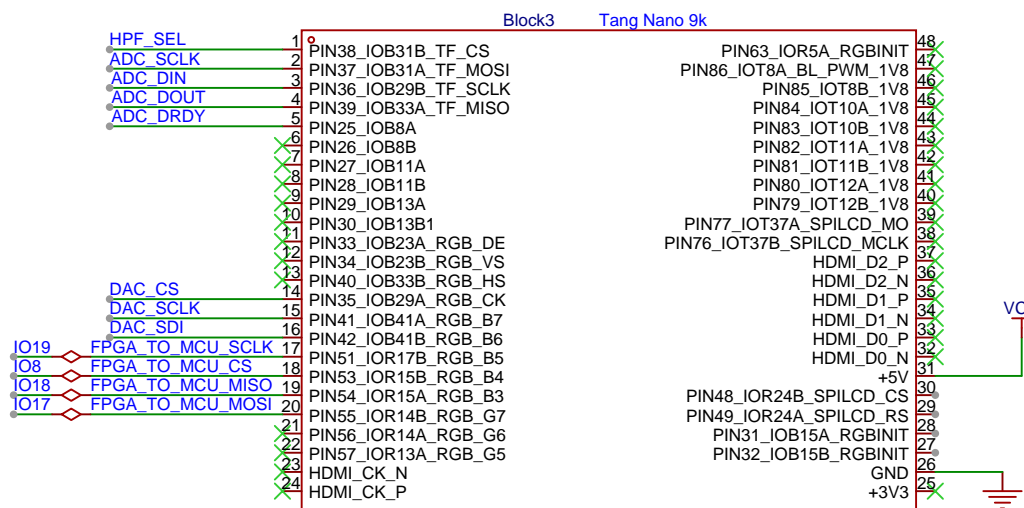 Block3 Tang Nano 9k
HPF_SEL 1 PIN38_IOB31B_TF_CS PIN63_IOR5A_RGBINIT 48
ADC_SCLK 2 PIN37_IOB31A_TF_MOSI PIN86_IOT8A_BL_PWM_1V8 47
ADC_DIN 3 PIN36_IOB29B_TF_SCLK PIN85_IOT8B_1V8 46
ADC_DOUT 4 PIN39_IOB33A_TF_MISO PIN84_IOT10A_1V8 45
ADC_DRDY 5 PIN25_IOB8A PIN83_IOT10B_1V8 44
6 PIN26_IOB8B PIN82_IOT11A_1V8 43
7 PIN27_IOB11A PIN81_IOT11B_1V8 42
8 PIN28_IOB11B PIN80_IOT12A_1V8 41
9 PIN29_IOB13A PIN79_IOT12B_1V8 40
10 PIN30_IOB13B1 PIN77_IOT37A_SPILCD_MO 39
11 PIN33_IOB23A_RGB_DE PIN76_IOT37B_SPILCD_MCLK 38
12 PIN34_IOB23B_RGB_VS HDMI_D2_P 37
13 PIN40_IOB33B_RGB_HS HDMI_D2_N 36
DAC_CS 14 PIN35_IOB29A_RGB_CK HDMI_D1_P 35
DAC_SCLK 15 PIN41_IOB41A_RGB_B7 HDMI_D1_N 34
DAC_SDI 16 PIN42_IOB41B_RGB_B6 HDMI_D0_P 33
IO19 FPGA_TO_MCU_SCLK 17 PIN51_IOR17B_RGB_B5 HDMI_D0_N 32
IO8 FPGA_TO_MCU_CS 18 PIN53_IOR15B_RGB_B4 +5V 31
IO18 FPGA_TO_MCU_MISO 19 PIN54_IOR15A_RGB_B3 PIN48_IOR24B_SPILCD_CS 30
IO17 FPGA_TO_MCU_MOSI 20 PIN55_IOR14B_RGB_G7 PIN49_IOR24A_SPILCD_RS 29
21 PIN56_IOR14A_RGB_G6 PIN31_IOB15A_RGBINIT 28
22 PIN57_IOR13A_RGB_G5 PIN32_IOB15B_RGBINIT 27
23 HDMI_CK_N GND 26
24 HDMI_CK_P +3V3 25